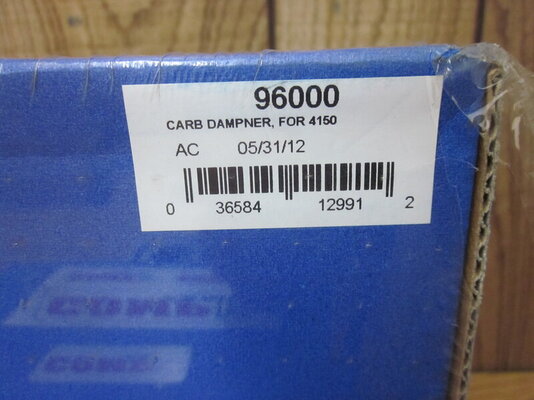 96000
CARB DAMPNER, FOR 4150
AC 05/31/12
0 36584 12991 2